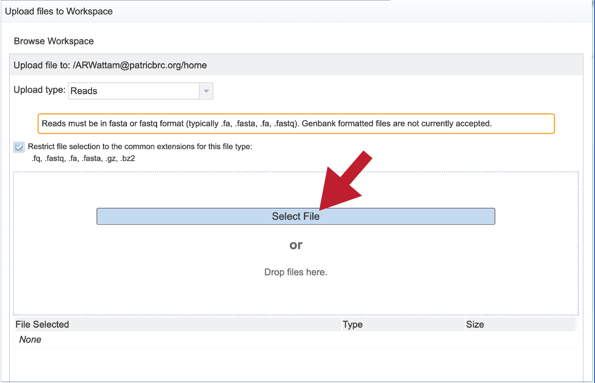 Upload files to Workspace
Browse Workspace
Upload file to: /ARWattam@patricbrc.org/home
Upload type: Reads
Reads must be in fasta or fastq format (typically .fa, .fasta, .fa, .fastq). Genbank formatted files are not currently accepted.
Restrict file selection to the common extensions for this file type:
.fq, .fastq, .fa, .fasta, .gz, .bz2
Select File
or
Drop files here.
File Selected Type Size
None